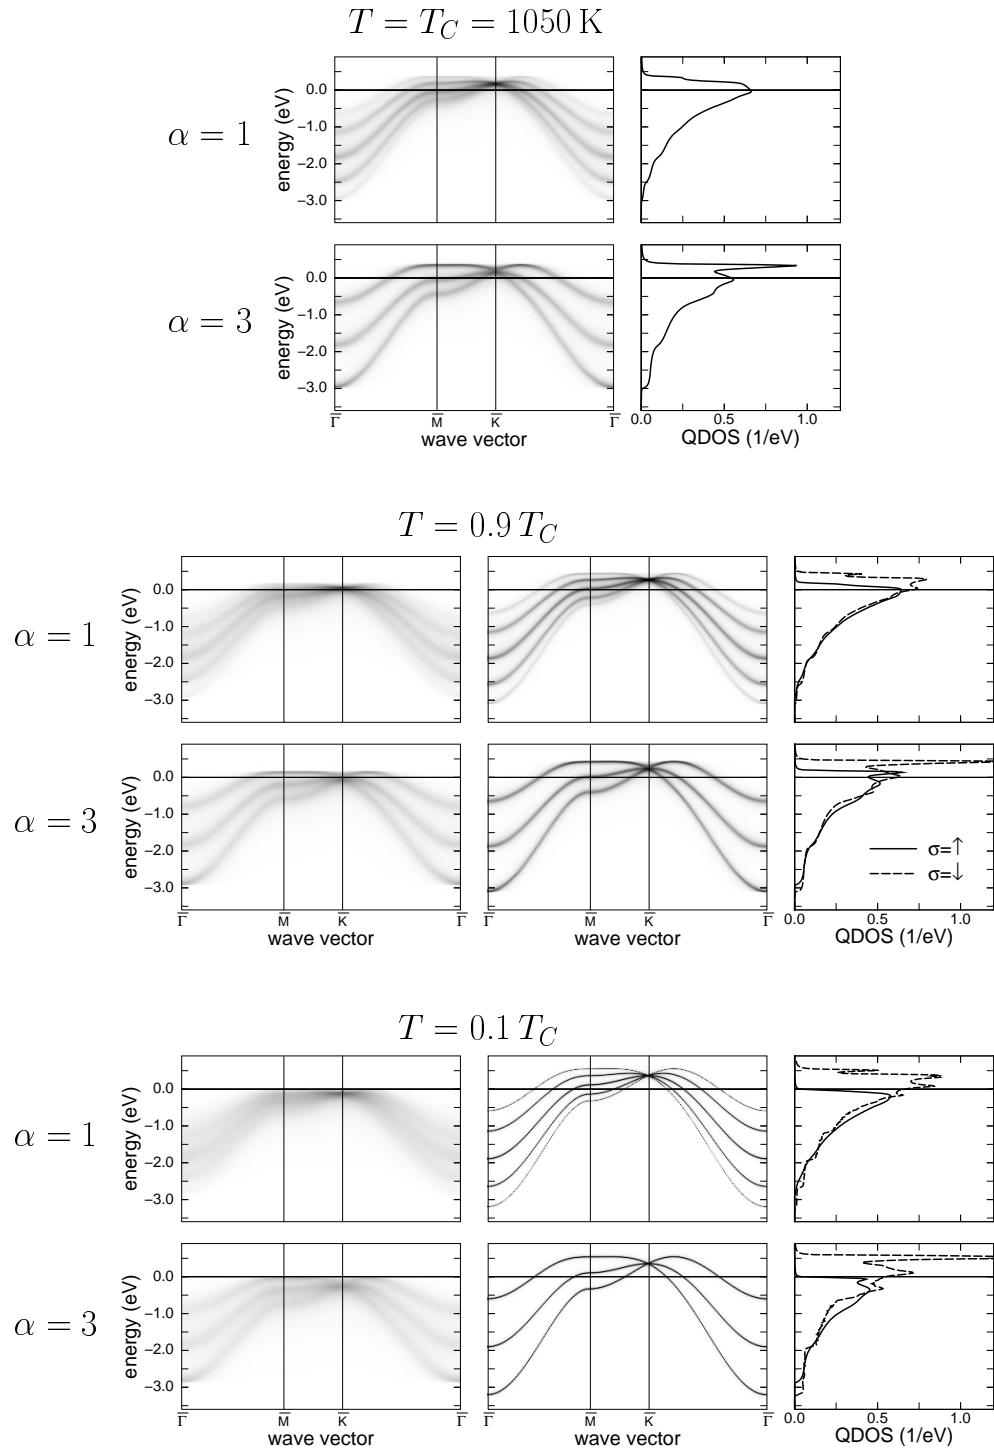 T = T_C = 1050 K
α = 1
energy (eV)
0.0
−1.0
−2.0
−3.0
α = 3
energy (eV)
0.0
−1.0
−2.0
−3.0
Γ̅ M̅ K̅ Γ̅
wave vector
0.0 0.5 1.0
QDOS (1/eV)
T = 0.9 T_C
α = 1
energy (eV)
0.0
−1.0
−2.0
−3.0
α = 3
energy (eV)
0.0
−1.0
−2.0
−3.0
σ=↑
σ=↓
Γ̅ M̅ K̅ Γ̅ Γ̅ M̅ K̅ Γ̅
wave vector wave vector
0.0 0.5 1.0
QDOS (1/eV)
T = 0.1 T_C
α = 1
energy (eV)
0.0
−1.0
−2.0
−3.0
α = 3
energy (eV)
0.0
−1.0
−2.0
−3.0
Γ̅ M̅ K̅ Γ̅ Γ̅ M̅ K̅ Γ̅
wave vector wave vector
0.0 0.5 1.0
QDOS (1/eV)